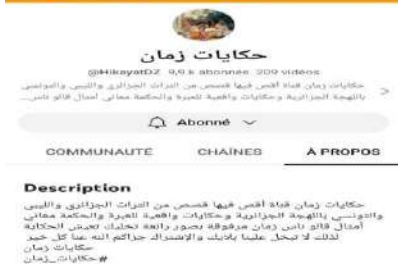 حكايات زمان
@HikayatDZ 9,9 k abonnés 209 vidéos
حكايات زمان قناة أقص فيها قصص من التراث الجزائري والليبي والتونسي
باللهجة الجزائرية وحكايات واقعية للعبرة والحكمة معاني أمثال قالو ناس...
Abonné
COMMUNAUTÉ CHAÎNES À PROPOS
Description
حكايات زمان قناة أقص فيها قصص من التراث الجزائري والليبي
والتونسي باللهجة الجزائرية وحكايات واقعية للعبرة والحكمة معاني
أمثال قالو ناس زمان مرفوقة بصور رائعة تخليك تعيش الحكاية
لذلك لا تبخل علينا بلايك والإشتراك جزاكم الله عنا كل خير
حكايات زمان
#حكايات_زمان